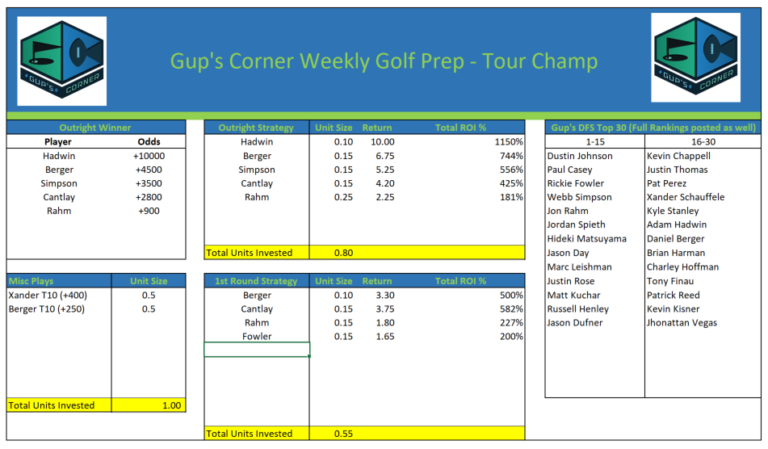 Gup's Corner Weekly Golf Prep - Tour Champ
GUP'S CORNER
GUP'S CORNER
Outright Winner
Player Odds
Hadwin +10000
Berger +4500
Simpson +3500
Cantlay +2800
Rahm +900
Outright Strategy Unit Size Return Total ROI %
Hadwin 0.10 10.00 1150%
Berger 0.15 6.75 744%
Simpson 0.15 5.25 556%
Cantlay 0.15 4.20 425%
Rahm 0.25 2.25 181%
Total Units Invested 0.80
Gup's DFS Top 30 (Full Rankings posted as well)
1-15 16-30
Dustin Johnson Kevin Chappell
Paul Casey Justin Thomas
Rickie Fowler Pat Perez
Webb Simpson Xander Schauffele
Jon Rahm Kyle Stanley
Jordan Spieth Adam Hadwin
Hideki Matsuyama Daniel Berger
Jason Day Brian Harman
Marc Leishman Charley Hoffman
Justin Rose Tony Finau
Matt Kuchar Patrick Reed
Russell Henley Kevin Kisner
Jason Dufner Jhonattan Vegas
Misc Plays Unit Size
Xander T10 (+400) 0.5
Berger T10 (+250) 0.5
Total Units Invested 1.00
1st Round Strategy Unit Size Return Total ROI %
Berger 0.10 3.30 500%
Cantlay 0.15 3.75 582%
Rahm 0.15 1.80 227%
Fowler 0.15 1.65 200%
Total Units Invested 0.55